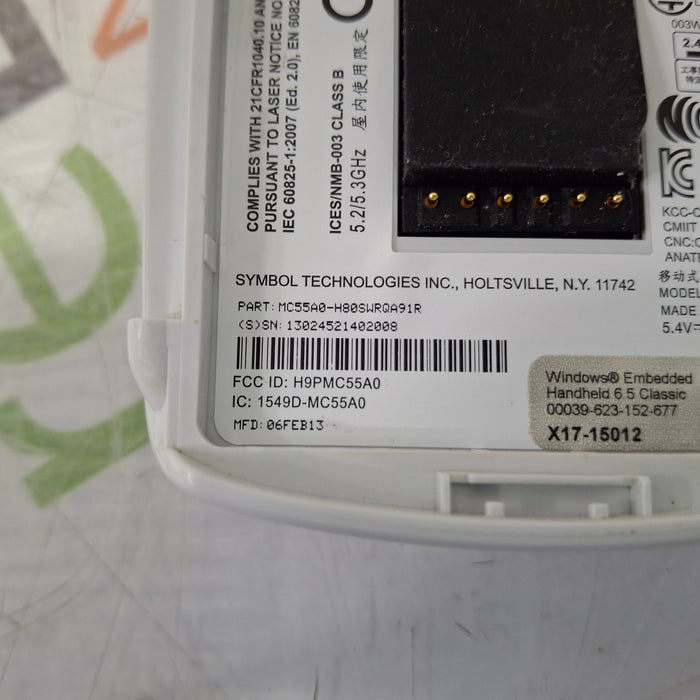 COMPLIES WITH 21CFR1040.10 AN
PURSUANT TO LASER NOTICE NO
IEC 60825-1:2007 (Ed. 2.0), EN 6082
ICES/NMB-003 CLASS B
5.2/5.3GHz 屋内使用限定
003W
2.4
KCC-
CMIIT
CNC:
ANATE
移动式
MODEL
MADE
5.4V=
SYMBOL TECHNOLOGIES INC., HOLTSVILLE, N.Y. 11742
PART: MC55A0-H80SWRQA91R
(S)SN: 13024521402008
FCC ID: H9PMC55A0
IC: 1549D-MC55A0
MFD: 06FEB13
Windows® Embedded
Handheld 6.5 Classic
00039-623-152-677
X17-15012